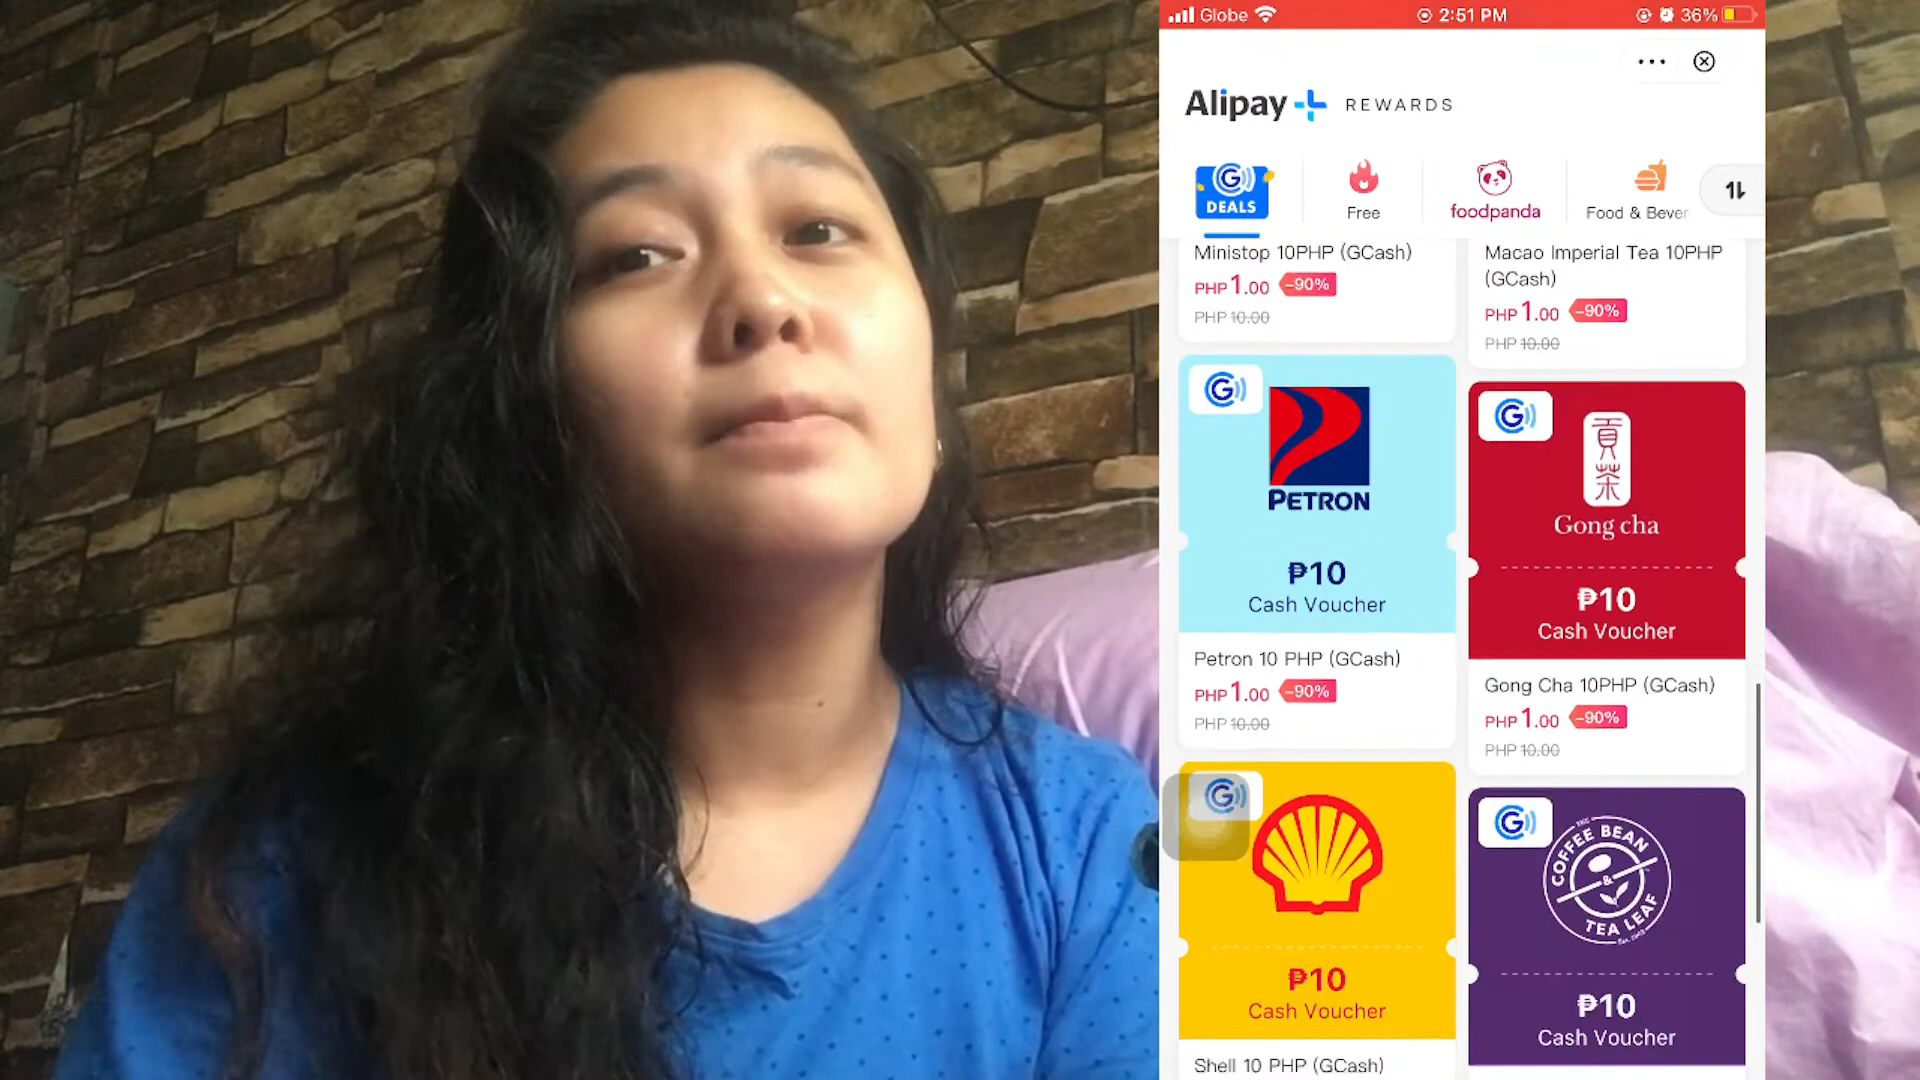 Globe
2:51 PM
36%
Alipay+ REWARDS
G
DEALS
Free
foodpanda
Food & Bever
Ministop 10PHP (GCash)
PHP 1.00 -90%
PHP 10.00
Macao Imperial Tea 10PHP
(GCash)
PHP 1.00 -90%
PHP 10.00
G
PETRON
₱10
Cash Voucher
Petron 10 PHP (GCash)
PHP 1.00 -90%
PHP 10.00
G
貢茶
Gong cha
₱10
Cash Voucher
Gong Cha 10PHP (GCash)
PHP 1.00 -90%
PHP 10.00
G
₱10
Cash Voucher
Shell 10 PHP (GCash)
G
THE
COFFEE BEAN
&
TEA LEAF
₱10
Cash Voucher